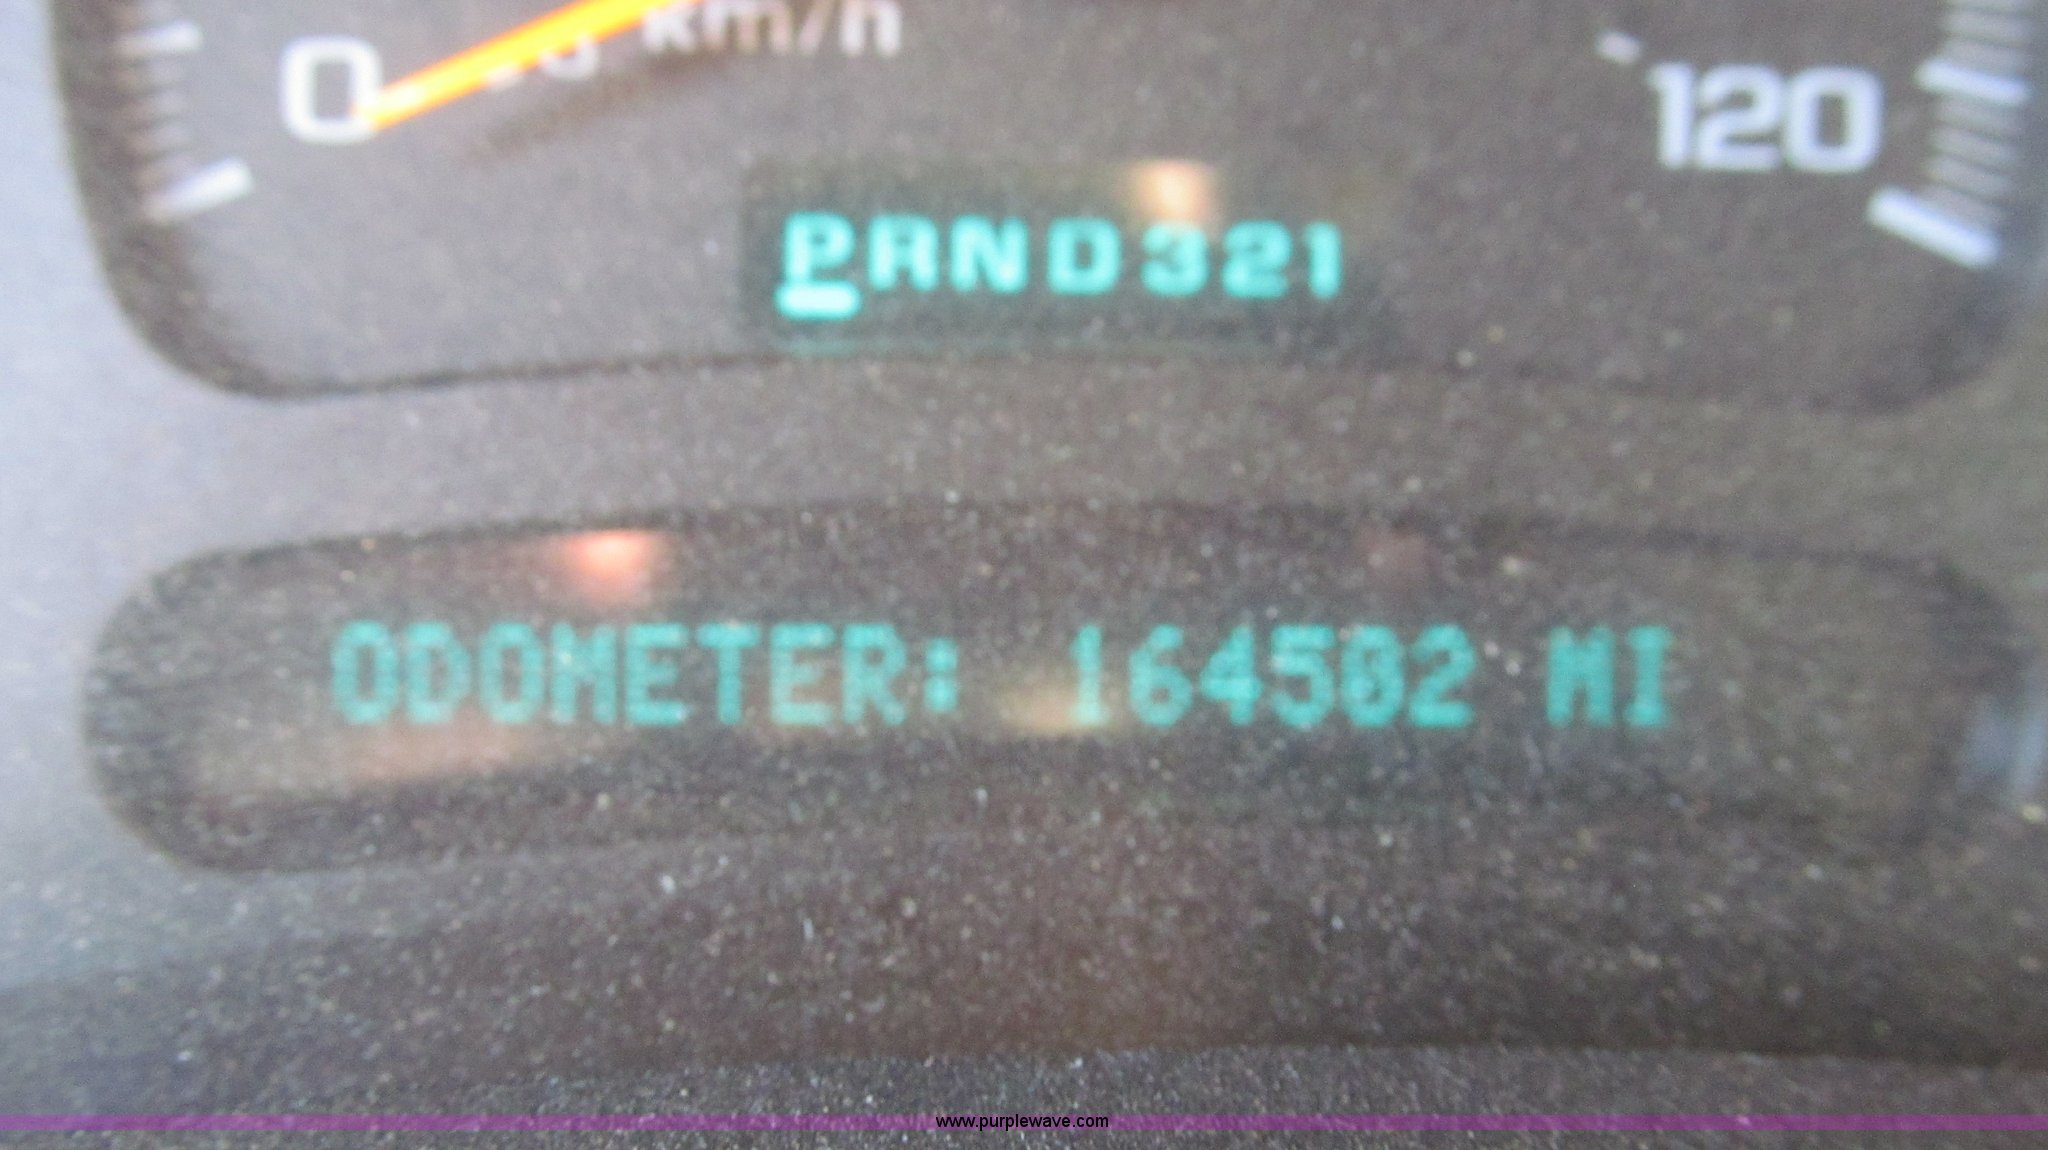 km/h
0
120
PRND321
ODOMETER: 164502 MI
www.purplewave.com